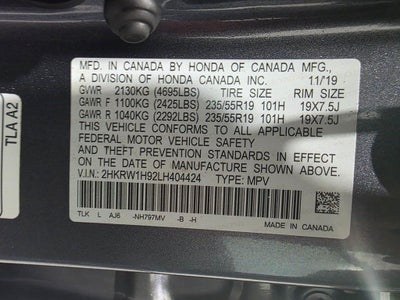 MFD. IN CANADA BY HONDA OF CANADA MFG.,
A DIVISION OF HONDA CANADA INC. 11/19
GVWR 2130KG (4695LBS) TIRE SIZE RIM SIZE
GAWR F 1100KG (2425LBS) 235/55R19 101H 19X7.5J
GAWR R 1040KG (2292LBS) 235/55R19 101H 19X7.5J
THIS VEHICLE CONFORMS TO ALL APPLICABLE
FEDERAL MOTOR VEHICLE SAFETY
AND THEFT PREVENTION STANDARDS IN EFFECT
ON THE DATE OF MANUFACTURE SHOWN ABOVE.
V.I.N.: 2HKRW1H92LH404424 TYPE: MPV
TLK L AJ6 -NH797MV -B -H
MADE IN CANADA
TLA A2